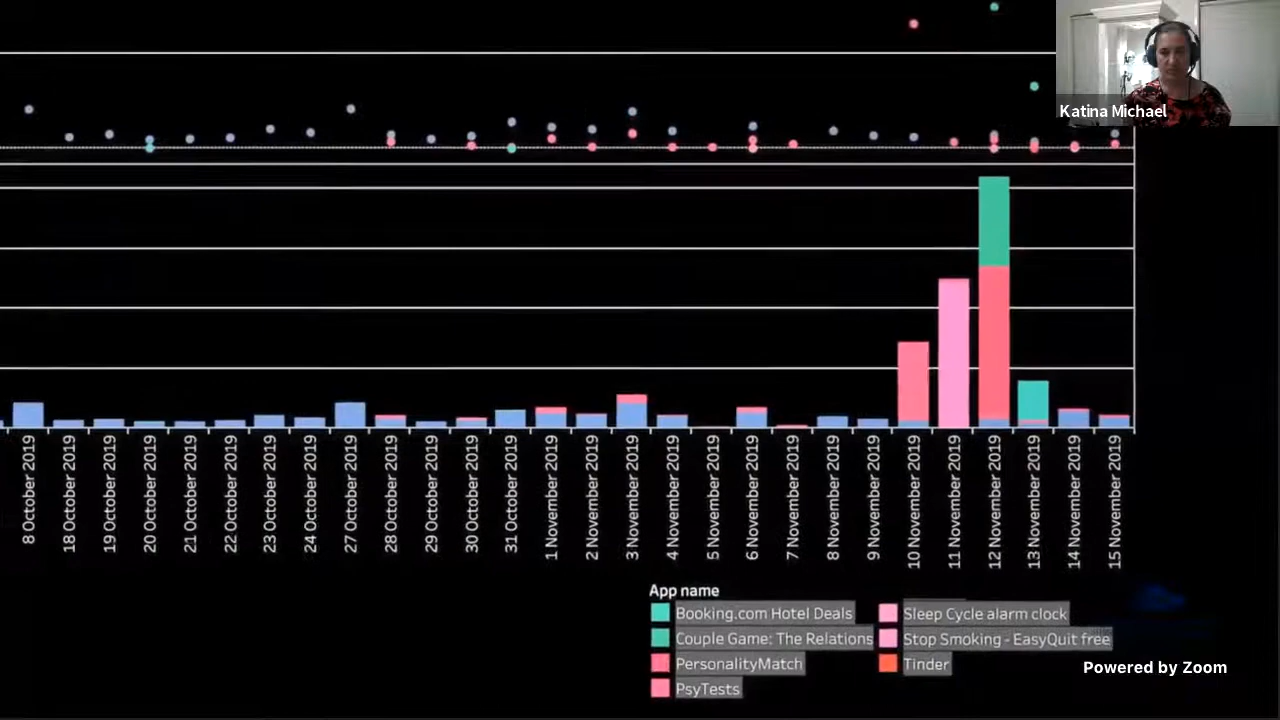 Katina Michael
8 October 2019
18 October 2019
19 October 2019
20 October 2019
21 October 2019
22 October 2019
23 October 2019
24 October 2019
27 October 2019
28 October 2019
29 October 2019
30 October 2019
31 October 2019
1 November 2019
2 November 2019
3 November 2019
4 November 2019
5 November 2019
6 November 2019
7 November 2019
8 November 2019
9 November 2019
10 November 2019
11 November 2019
12 November 2019
13 November 2019
14 November 2019
15 November 2019
App name
Booking.com Hotel Deals
Couple Game: The Relations
PersonalityMatch
PsyTests
Sleep Cycle alarm clock
Stop Smoking - EasyQuit free
Tinder
Powered by Zoom